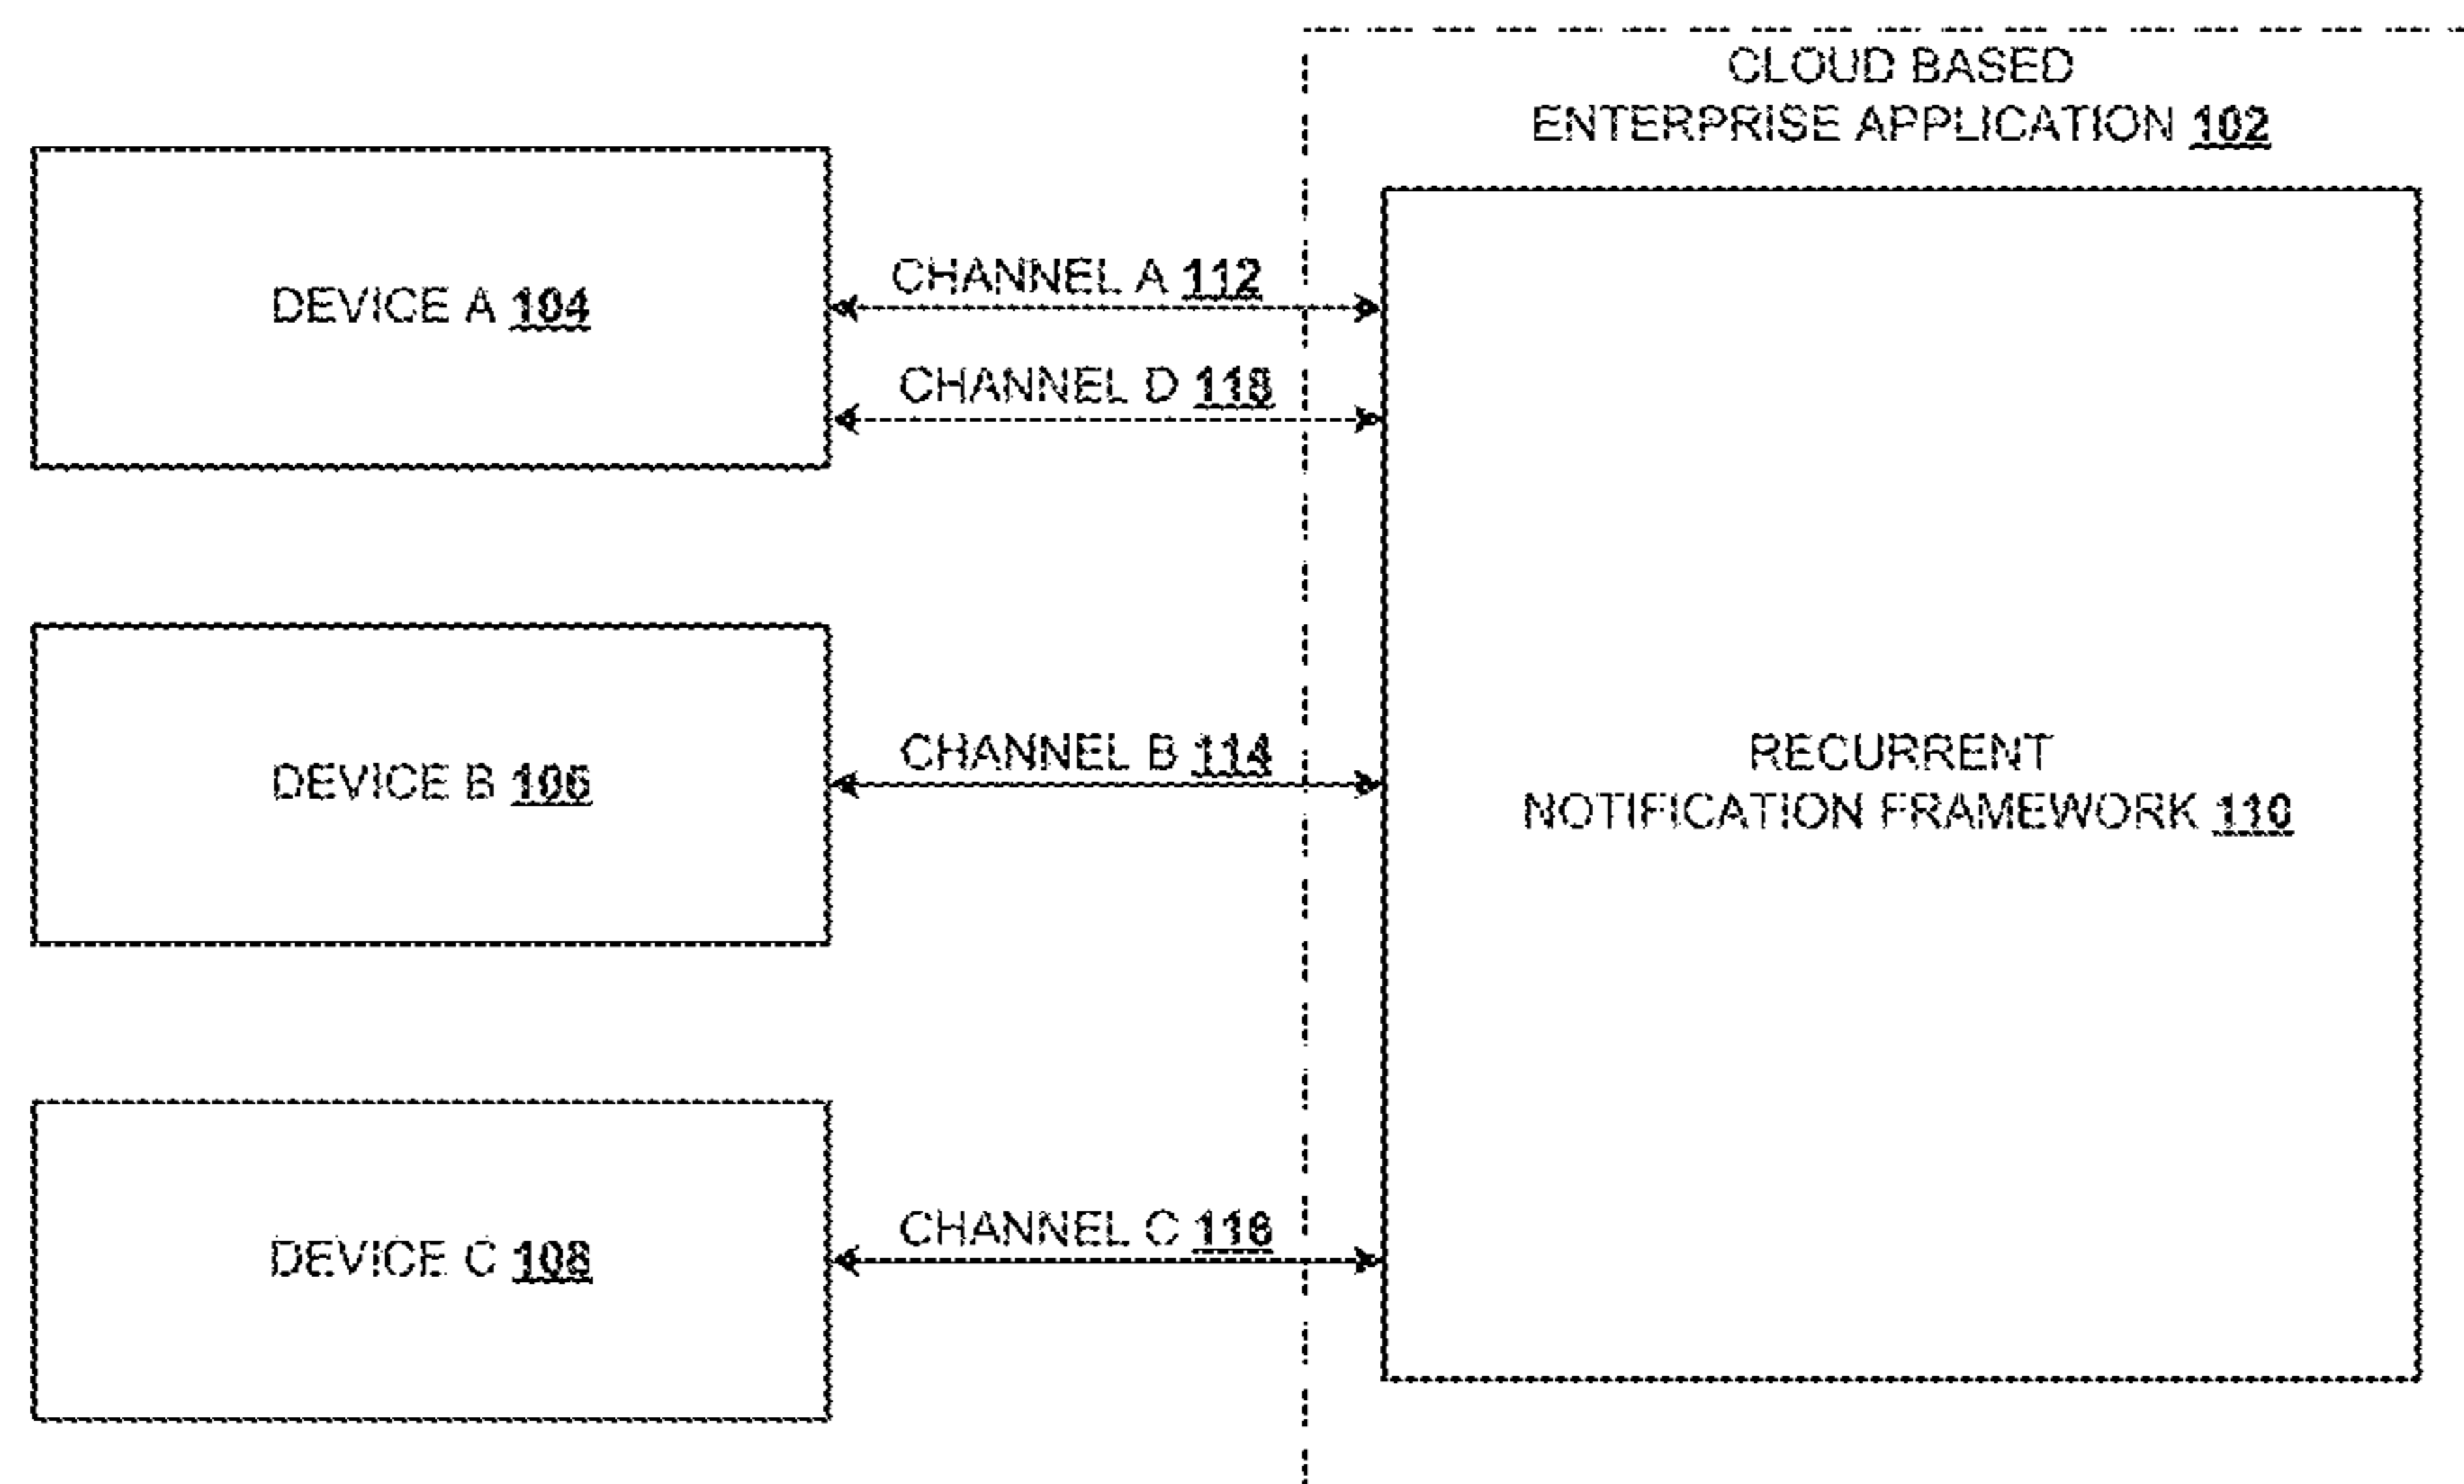 CLOUD BASED
ENTERPRISE APPLICATION 102
DEVICE A 104
CHANNEL A 112
CHANNEL D 118
DEVICE B 106
CHANNEL B 114
RECURRENT
NOTIFICATION FRAMEWORK 110
DEVICE C 108
CHANNEL C 116